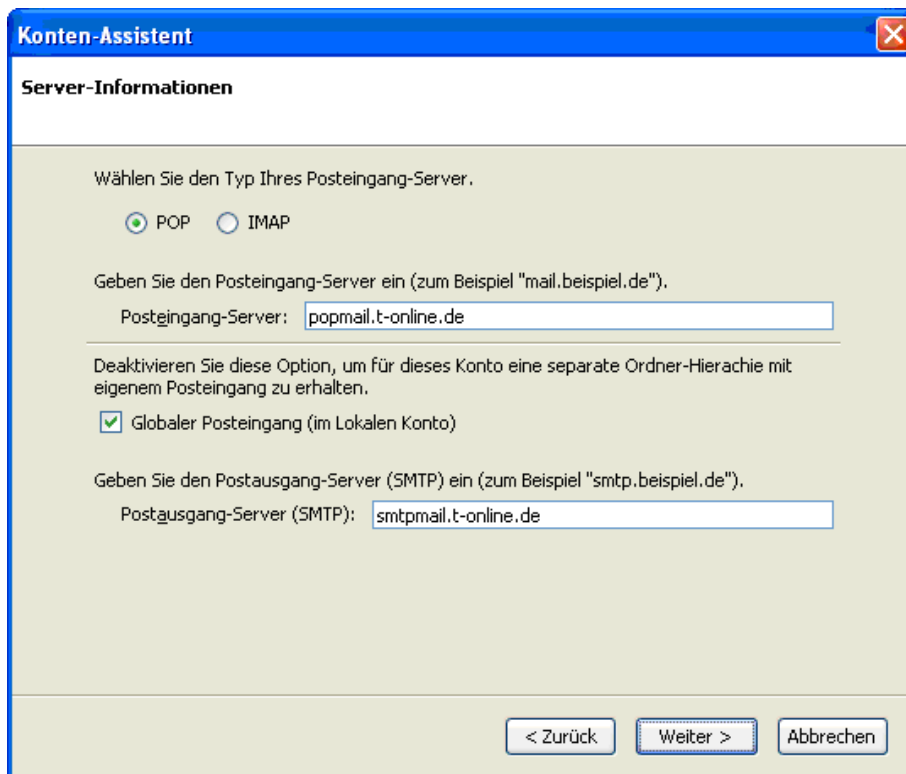 Konten-Assistent
Server-Informationen
Wählen Sie den Typ Ihres Posteingang-Server.
POP IMAP
Geben Sie den Posteingang-Server ein (zum Beispiel "mail.beispiel.de").
Posteingang-Server: popmail.t-online.de
Deaktivieren Sie diese Option, um für dieses Konto eine separate Ordner-Hierachie mit
eigenem Posteingang zu erhalten.
Globaler Posteingang (im Lokalen Konto)
Geben Sie den Postausgang-Server (SMTP) ein (zum Beispiel "smtp.beispiel.de").
Postausgang-Server (SMTP): smtpmail.t-online.de
< Zurück Weiter > Abbrechen